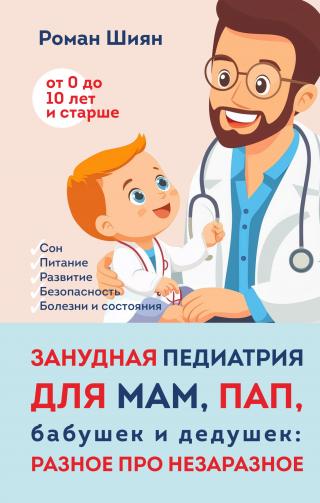 Роман Шиян
от 0 до
10 лет
и старше
Сон
Питание
Развитие
Безопасность
Болезни и состояния
ЗАНУДНАЯ ПЕДИАТРИЯ
ДЛЯ МАМ, ПАП,
бабушек и дедушек:
РАЗНОЕ ПРО НЕЗАРАЗНОЕ